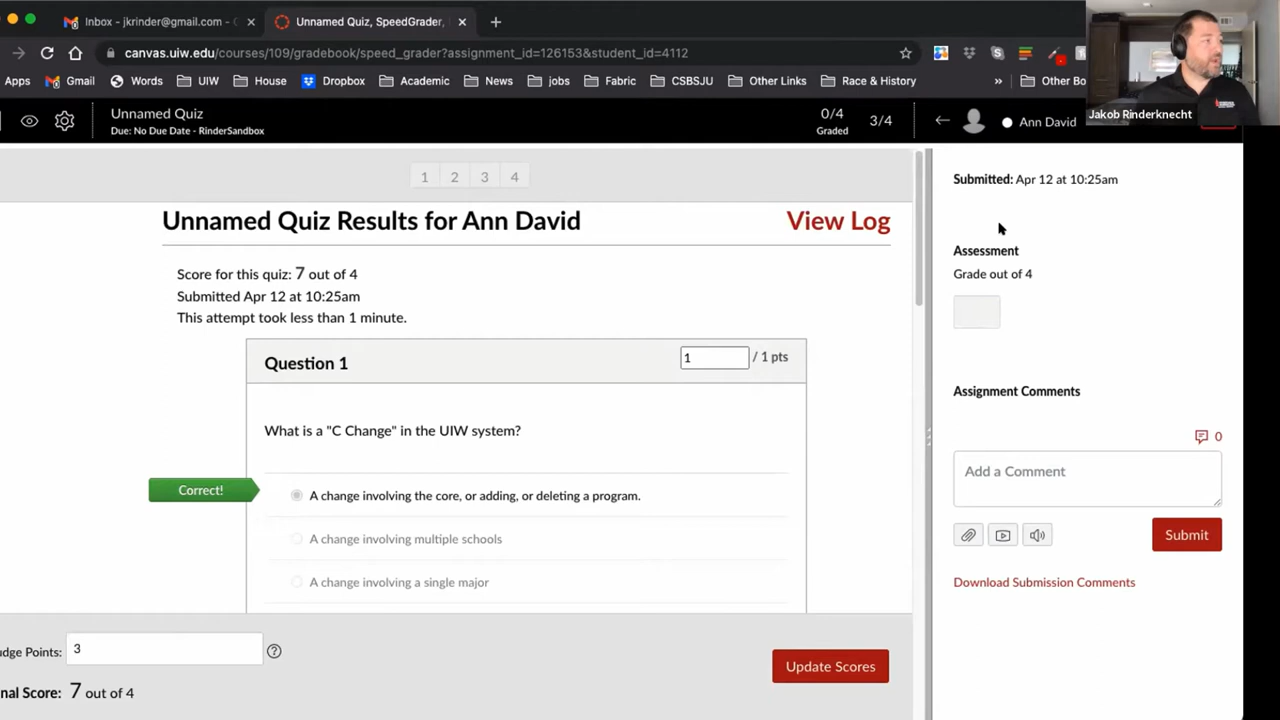 Inbox - jkrinder@gmail.com -
Unnamed Quiz, SpeedGrader,
canvas.uiw.edu/courses/109/gradebook/speed_grader?assignment_id=126153&student_id=4112
Apps
Gmail
Words
UIW
House
Dropbox
Academic
News
jobs
Fabric
CSBSJU
Other Links
Race & History
»
Other Bo
Jakob Rinderknecht
Unnamed Quiz
Due: No Due Date - RinderSandbox
0/4
Graded
3/4
Ann David
1 2 3 4
Unnamed Quiz Results for Ann David
View Log
Score for this quiz: 7 out of 4
Submitted Apr 12 at 10:25am
This attempt took less than 1 minute.
Question 1
1 / 1 pts
What is a "C Change" in the UIW system?
Correct!
A change involving the core, or adding, or deleting a program.
A change involving multiple schools
A change involving a single major
udge Points: 3
nal Score: 7 out of 4
Update Scores
Submitted: Apr 12 at 10:25am
Assessment
Grade out of 4
Assignment Comments
0
Add a Comment
Submit
Download Submission Comments